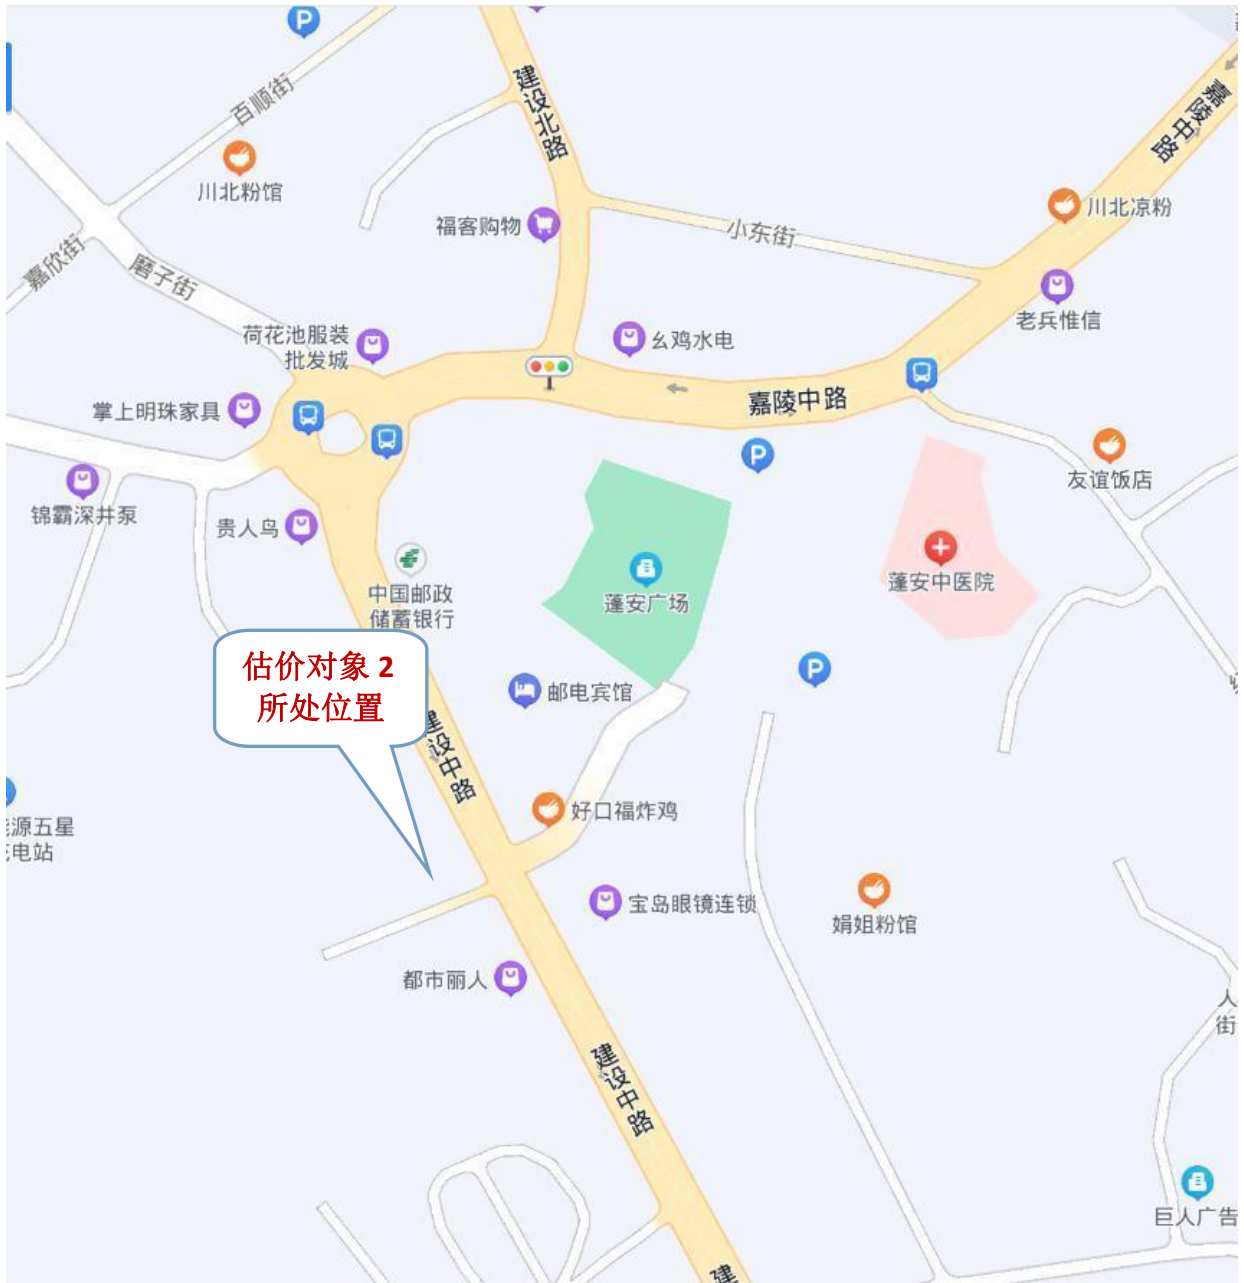 P
百顺街
建设北路
嘉陵中路
川北粉馆
川北凉粉
福客购物
小东街
嘉欣街
磨子街
老兵惟信
荷花池服装
批发城
幺鸡水电
嘉陵中路
掌上明珠家具
P
友谊饭店
锦霸深井泵
贵人鸟
中国邮政
储蓄银行
蓬安广场
蓬安中医院
估价对象 2
所处位置
P
邮电宾馆
建设中路
好口福炸鸡
源五星
电站
宝岛眼镜连锁
娟姐粉馆
都市丽人
人
街
建设中路
巨人广告
建